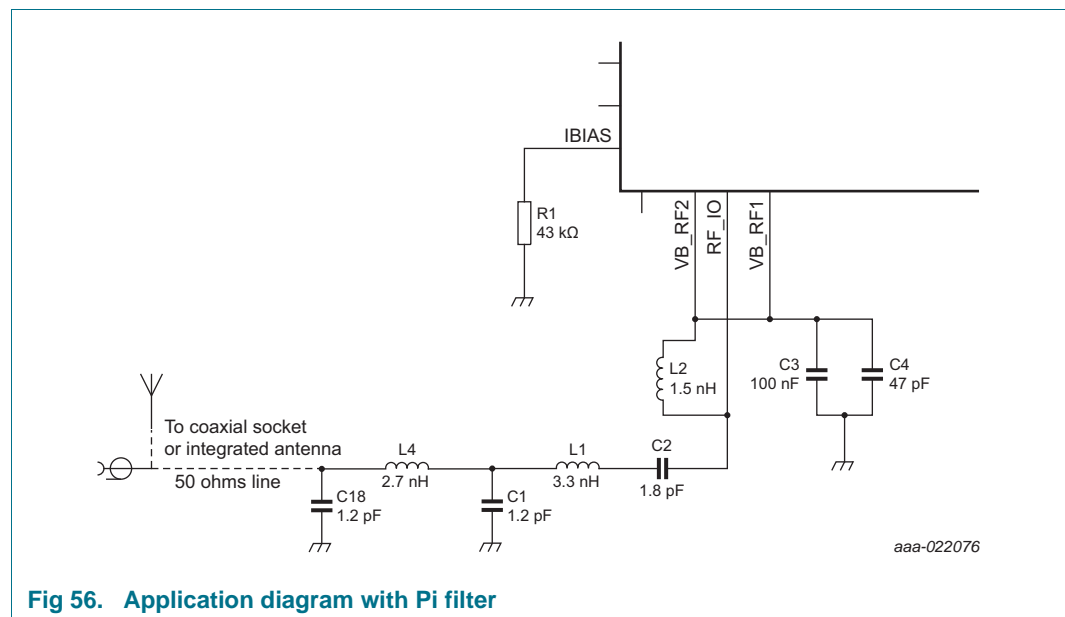 IBIAS
R1
43 kΩ
VB_RF2
RF_IO
VB_RF1
L2
1.5 nH
C3
100 nF
C4
47 pF
To coaxial socket
or integrated antenna
50 ohms line
L4
2.7 nH
L1
3.3 nH
C2
1.8 pF
C18
1.2 pF
C1
1.2 pF
aaa-022076
Fig 56. Application diagram with Pi filter